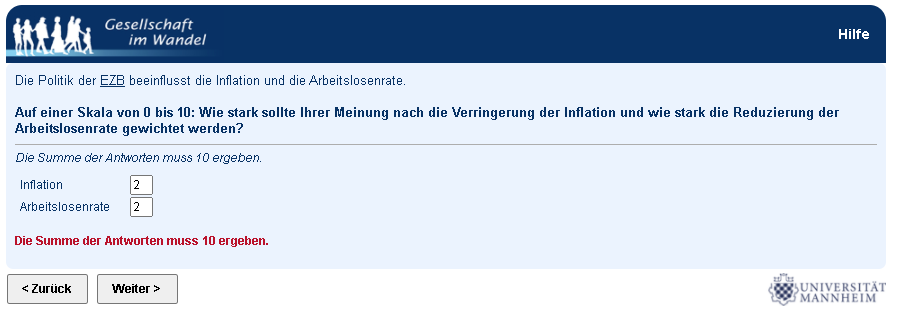 Gesellschaft
im Wandel
Hilfe
Die Politik der EZB beeinflusst die Inflation und die Arbeitslosenrate.
Auf einer Skala von 0 bis 10: Wie stark sollte Ihrer Meinung nach die Verringerung der Inflation und wie stark die Reduzierung der
Arbeitslosenrate gewichtet werden?
Die Summe der Antworten muss 10 ergeben.
Inflation 2
Arbeitslosenrate 2
Die Summe der Antworten muss 10 ergeben.
< Zurück Weiter >
UNIVERSITÄT
MANNHEIM